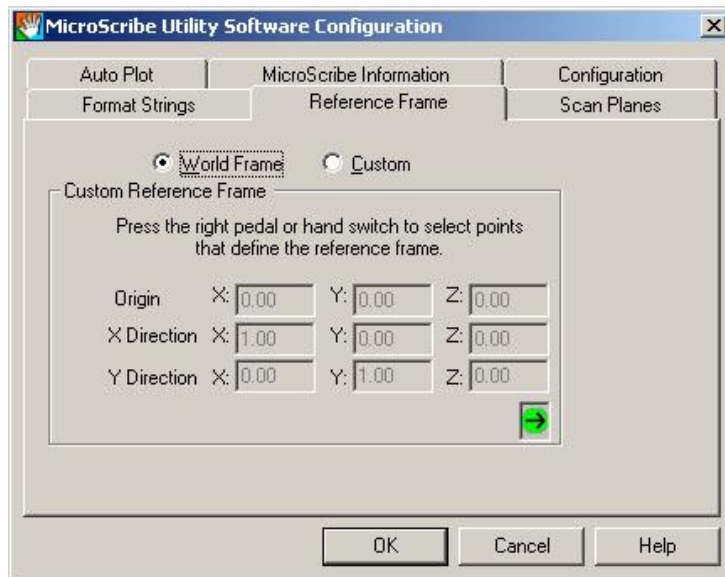 MicroScribe Utility Software Configuration
Auto Plot MicroScribe Information Configuration
Format Strings Reference Frame Scan Planes
World Frame Custom
Custom Reference Frame
Press the right pedal or hand switch to select points
that define the reference frame.
Origin X: 0.00 Y: 0.00 Z: 0.00
X Direction X: 1.00 Y: 0.00 Z: 0.00
Y Direction X: 0.00 Y: 1.00 Z: 0.00
OK Cancel Help